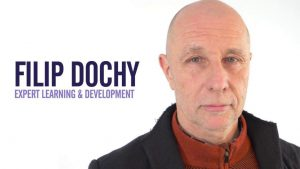 FILIP DOCHY
EXPERT LEARNING & DEVELOPMENT